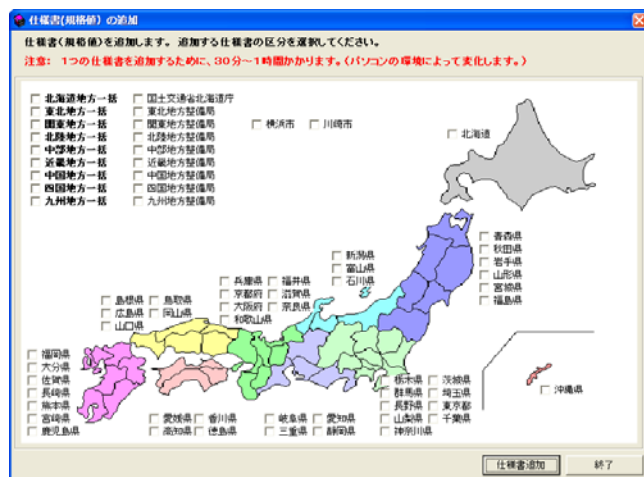 仕様書(規格値)の追加
仕様書(規格値)を追加します。追加する仕様書の区分を選択してください。
注意: 1つの仕様書を追加するために、30分～1時間かかります。(パソコンの環境によって変化します。)
北海道地方一括 国土交通省北海道庁
東北地方一括 東北地方整備局
関東地方一括 関東地方整備局 横浜市 川崎市
北陸地方一括 北陸地方整備局 北海道
中部地方一括 中部地方整備局
近畿地方一括 近畿地方整備局
中国地方一括 中国地方整備局
四国地方一括 四国地方整備局
九州地方一括 九州地方整備局
青森県
秋田県
岩手県
山形県
宮城県
福島県
新潟県
富山県
石川県
兵庫県 福井県
京都府 滋賀県
大阪府 奈良県
和歌山県
島根県 鳥取県
広島県 岡山県
山口県
福岡県
大分県
佐賀県
長崎県
熊本県
宮崎県
鹿児島県
愛媛県 香川県
高知県 徳島県
岐阜県 愛知県
三重県 静岡県
栃木県 茨城県
群馬県 埼玉県
長野県 東京都
山梨県 千葉県
神奈川県
沖縄県
仕様書追加 終了